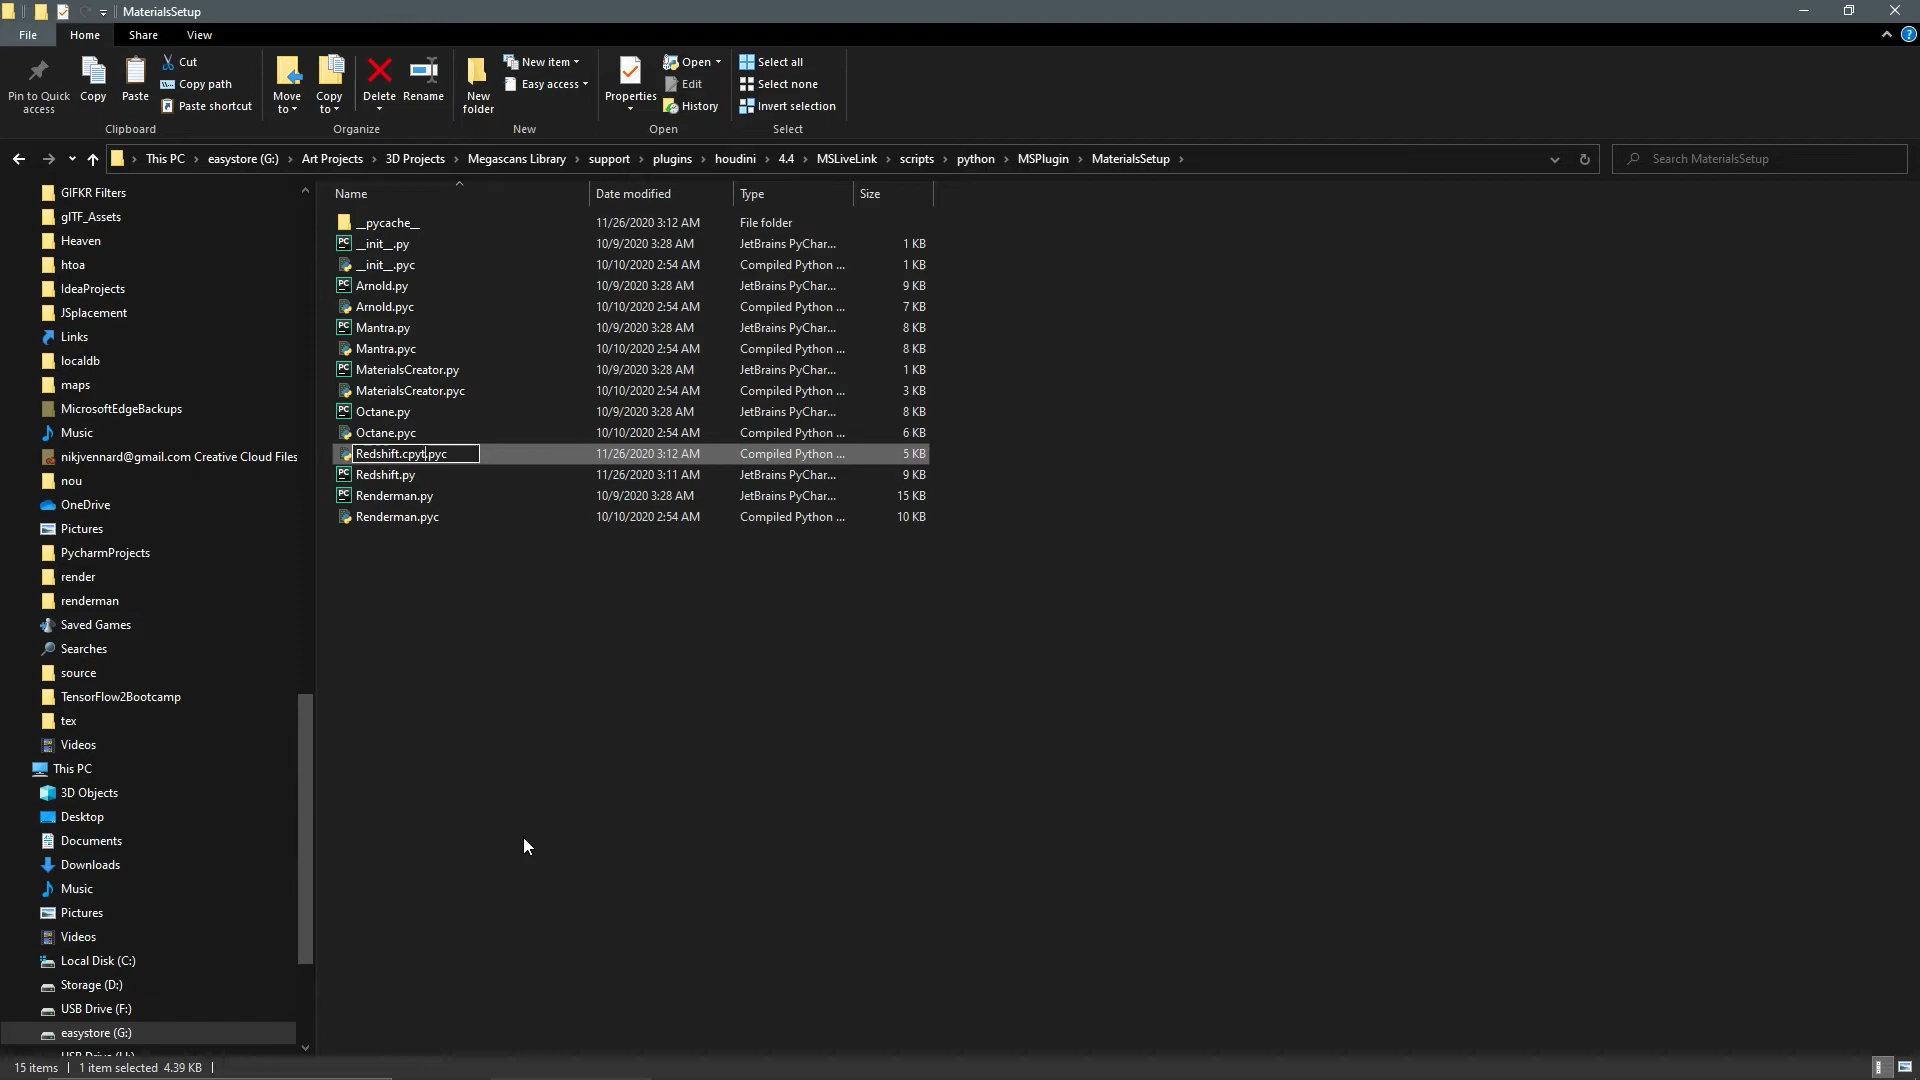 MaterialsSetup
File Home Share View
Pin to Quick access
Copy
Paste
Cut
Copy path
Paste shortcut
Clipboard
Move to
Copy to
Delete
Rename
Organize
New folder
New item
Easy access
New
Properties
Open
Edit
History
Open
Select all
Select none
Invert selection
Select
This PC > easystore (G:) > Art Projects > 3D Projects > Megascans Library > support > plugins > houdini > 4.4 > MSLiveLink > scripts > python > MSPlugin > MaterialsSetup >
Search MaterialsSetup
GIFKR Filters
glTF_Assets
Heaven
htoa
IdeaProjects
JSplacement
Links
localdb
maps
MicrosoftEdgeBackups
Music
nikjvennard@gmail.com Creative Cloud Files
nou
OneDrive
Pictures
PycharmProjects
render
renderman
Saved Games
Searches
source
TensorFlow2Bootcamp
tex
Videos
This PC
3D Objects
Desktop
Documents
Downloads
Music
Pictures
Videos
Local Disk (C:)
Storage (D:)
USB Drive (F:)
easystore (G:)
Name Date modified Type Size
__pycache__ 11/26/2020 3:12 AM File folder
__init__.py 10/9/2020 3:28 AM JetBrains PyChar... 1 KB
__init__.pyc 10/10/2020 2:54 AM Compiled Python ... 1 KB
Arnold.py 10/9/2020 3:28 AM JetBrains PyChar... 9 KB
Arnold.pyc 10/10/2020 2:54 AM Compiled Python ... 7 KB
Mantra.py 10/9/2020 3:28 AM JetBrains PyChar... 8 KB
Mantra.pyc 10/10/2020 2:54 AM Compiled Python ... 8 KB
MaterialsCreator.py 10/9/2020 3:28 AM JetBrains PyChar... 1 KB
MaterialsCreator.pyc 10/10/2020 2:54 AM Compiled Python ... 3 KB
Octane.py 10/9/2020 3:28 AM JetBrains PyChar... 8 KB
Octane.pyc 10/10/2020 2:54 AM Compiled Python ... 6 KB
Redshift.cpyt.pyc 11/26/2020 3:12 AM Compiled Python ... 5 KB
Redshift.py 11/26/2020 3:11 AM JetBrains PyChar... 9 KB
Renderman.py 10/9/2020 3:28 AM JetBrains PyChar... 15 KB
Renderman.pyc 10/10/2020 2:54 AM Compiled Python ... 10 KB
15 items 1 item selected 4.39 KB